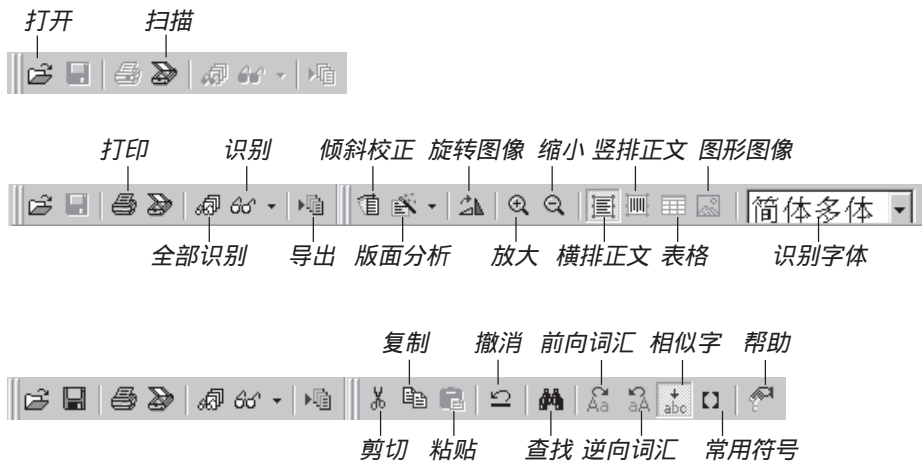 打开 扫描
打印 识别 倾斜校正 旋转图像 缩小 竖排正文 图形图像
简体多体
全部识别 导出 版面分析 放大 横排正文 表格 识别字体
复制 撤消 前向词汇 相似字 帮助
Aa aA abc
剪切 粘贴 查找 逆向词汇 常用符号